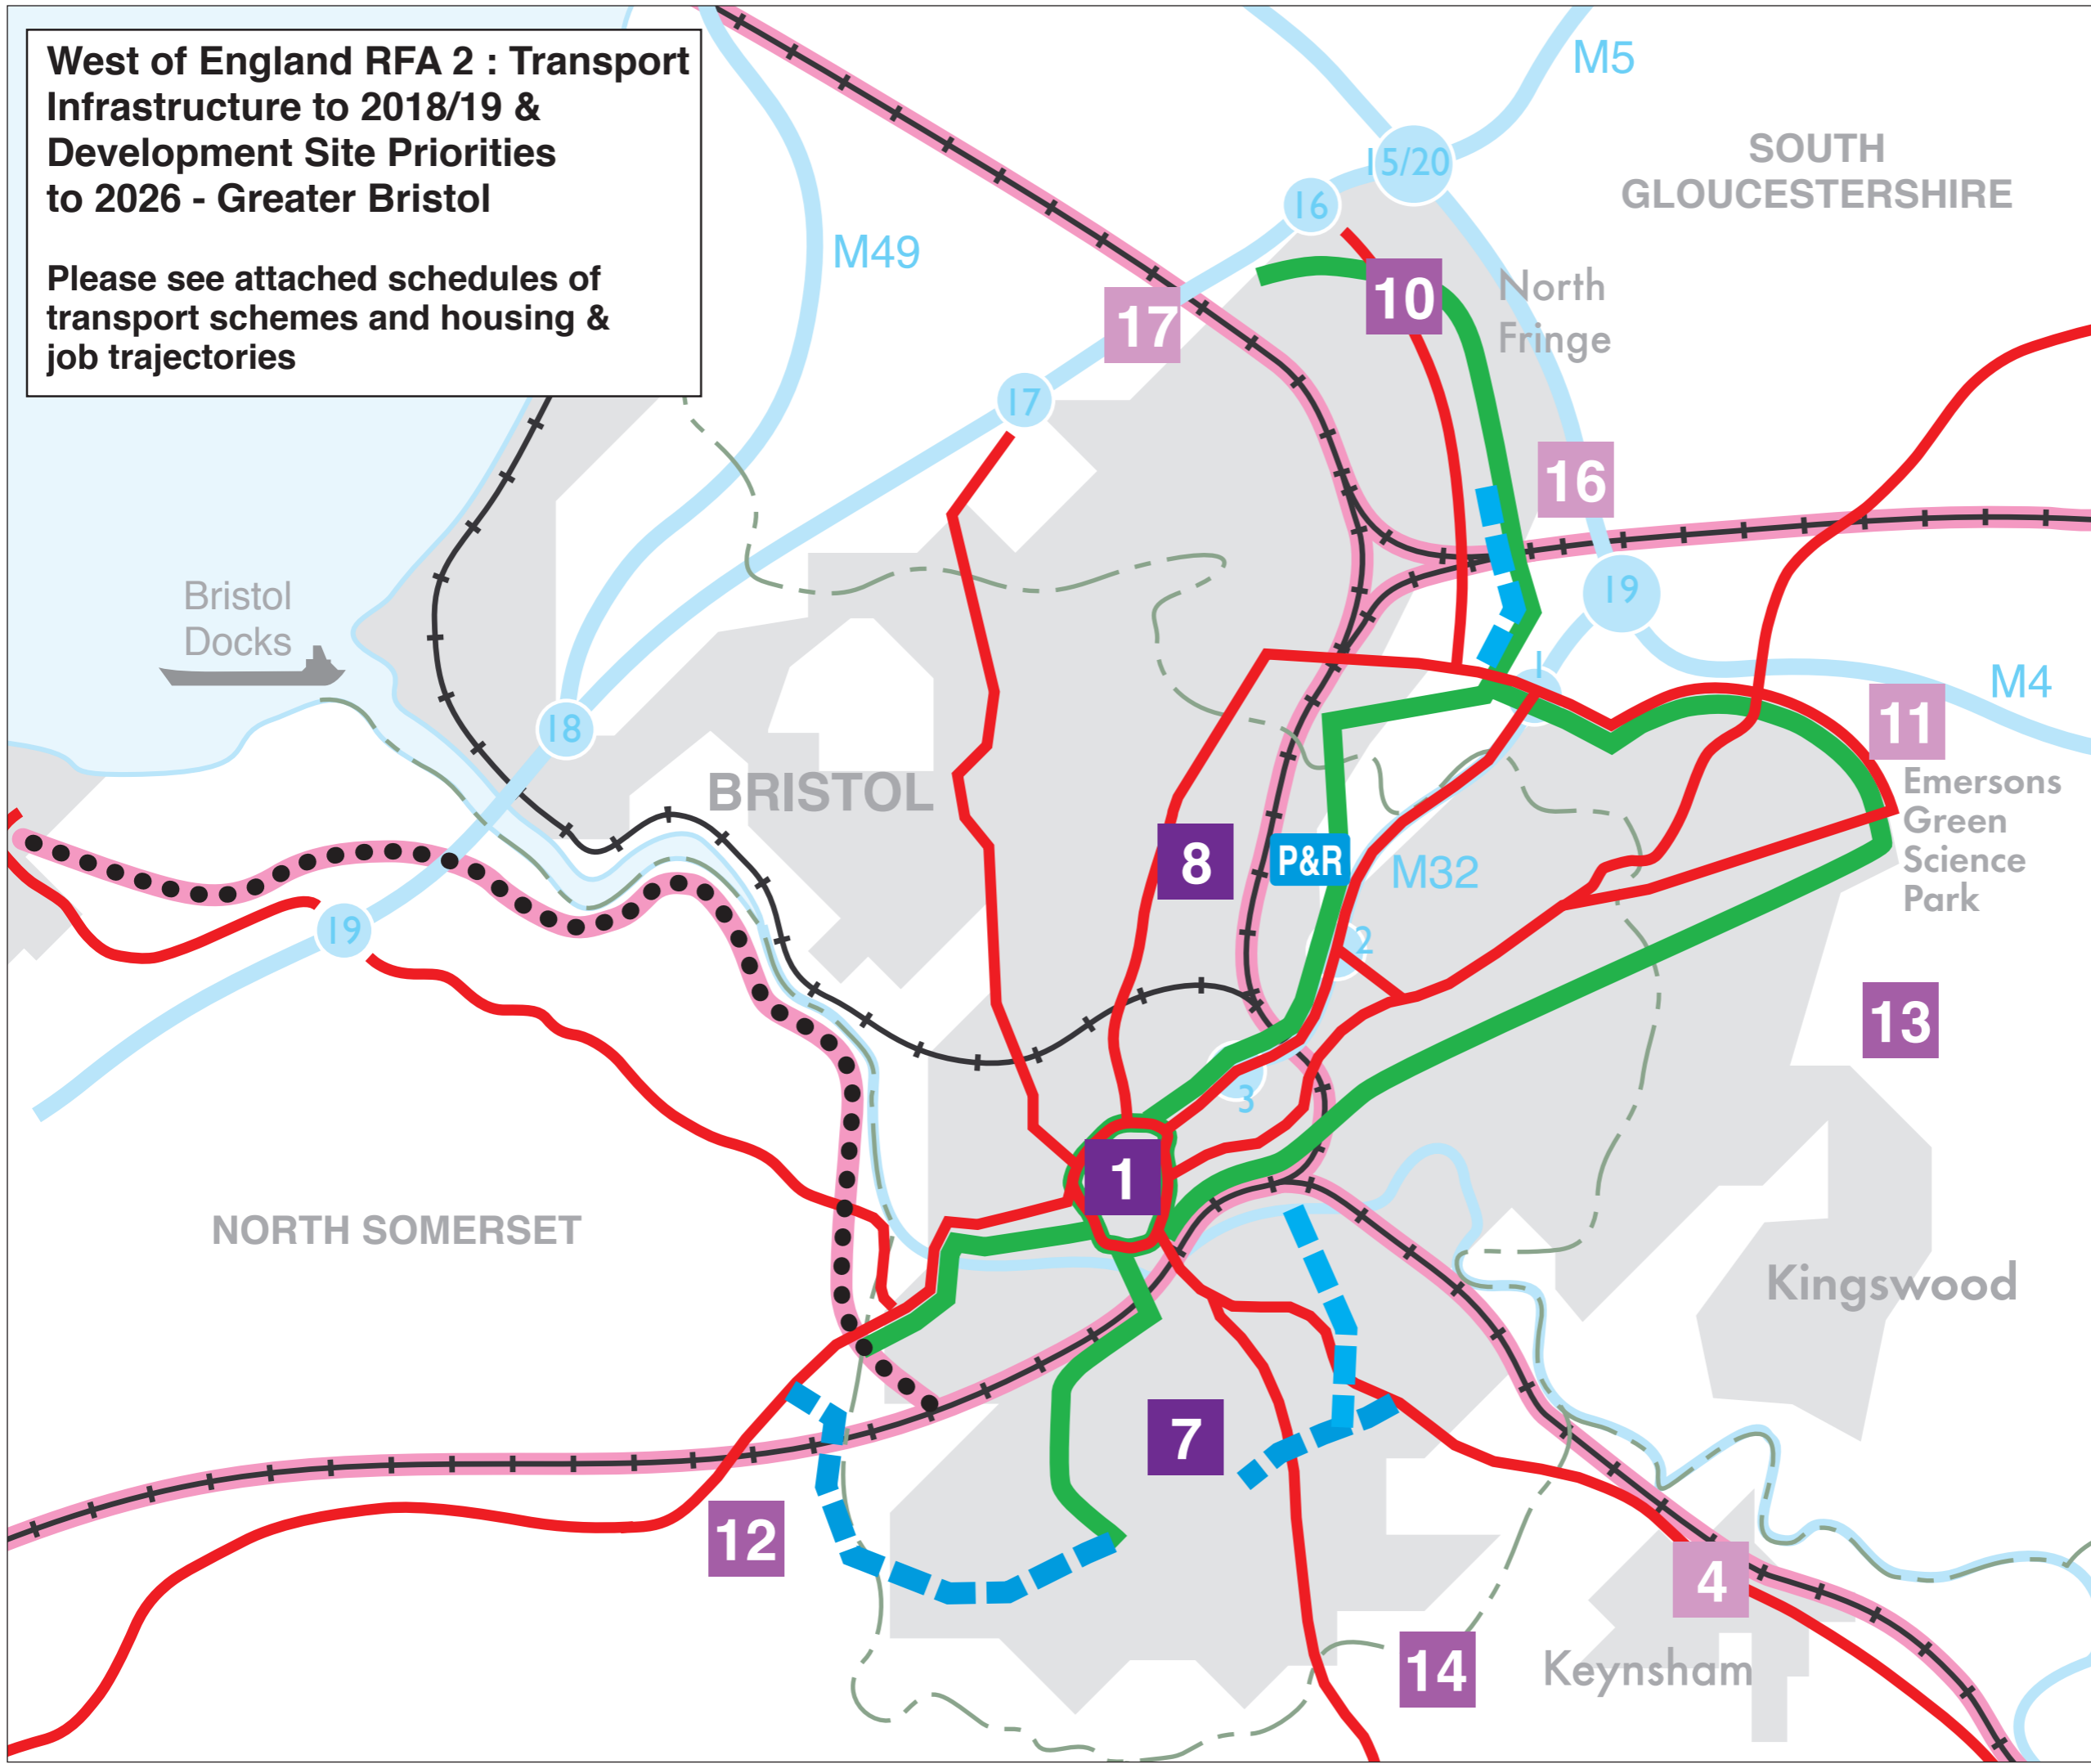 West of England RFA 2 : Transport
Infrastructure to 2018/19 &
Development Site Priorities
to 2026 - Greater Bristol
Please see attached schedules of
transport schemes and housing &
job trajectories
M5
15/20
SOUTH
GLOUCESTERSHIRE
16
M49
10
North
Fringe
17
17
16
Bristol
Docks
19
1
M4
18
11
BRISTOL
Emersons
Green
Science
Park
8
P&R
M32
19
2
13
3
1
NORTH SOMERSET
Kingswood
7
12
4
14
Keynsham